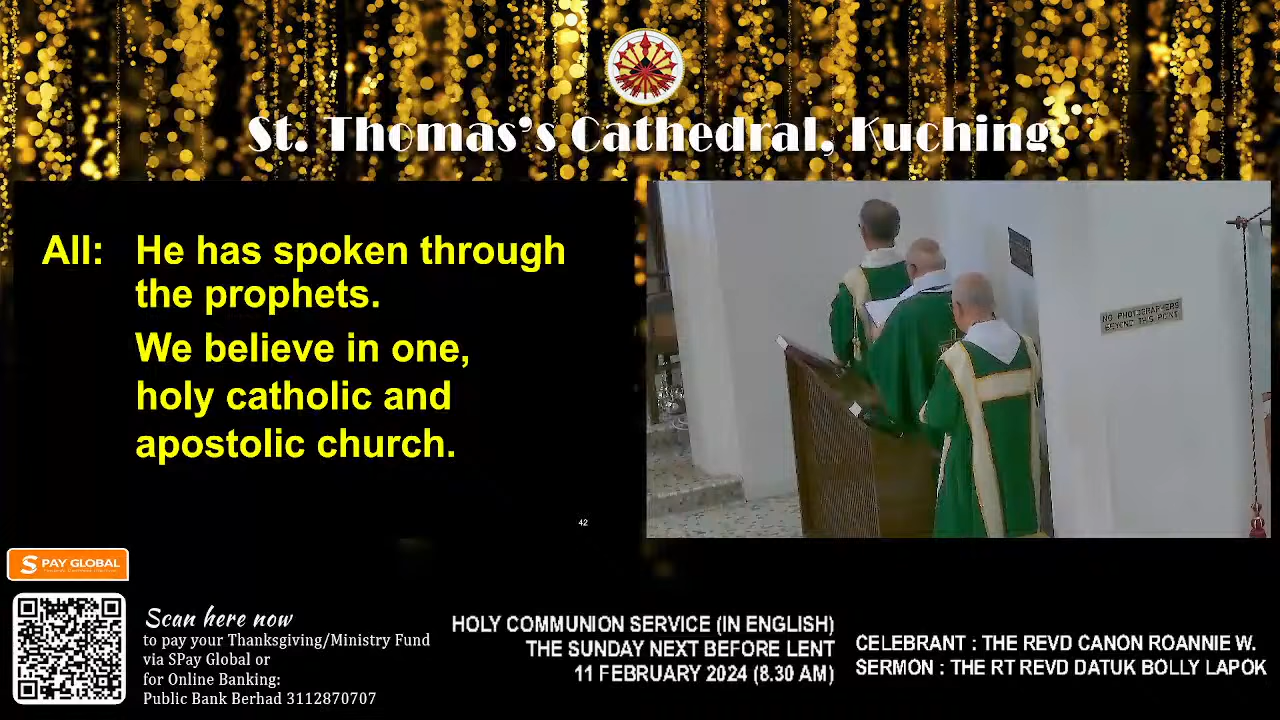 St. Thomas's Cathedral, Kuching
All: He has spoken through
the prophets.
We believe in one,
holy catholic and
apostolic church.
42
NO PHOTOGRAPHERS
BEYOND THIS POINT
S PAY GLOBAL
Scan here now
to pay your Thanksgiving/Ministry Fund
via SPay Global or
for Online Banking:
Public Bank Berhad 3112870707
HOLY COMMUNION SERVICE (IN ENGLISH)
THE SUNDAY NEXT BEFORE LENT
11 FEBRUARY 2024 (8.30 AM)
CELEBRANT : THE REVD CANON ROANNIE W.
SERMON : THE RT REVD DATUK BOLLY LAPOK